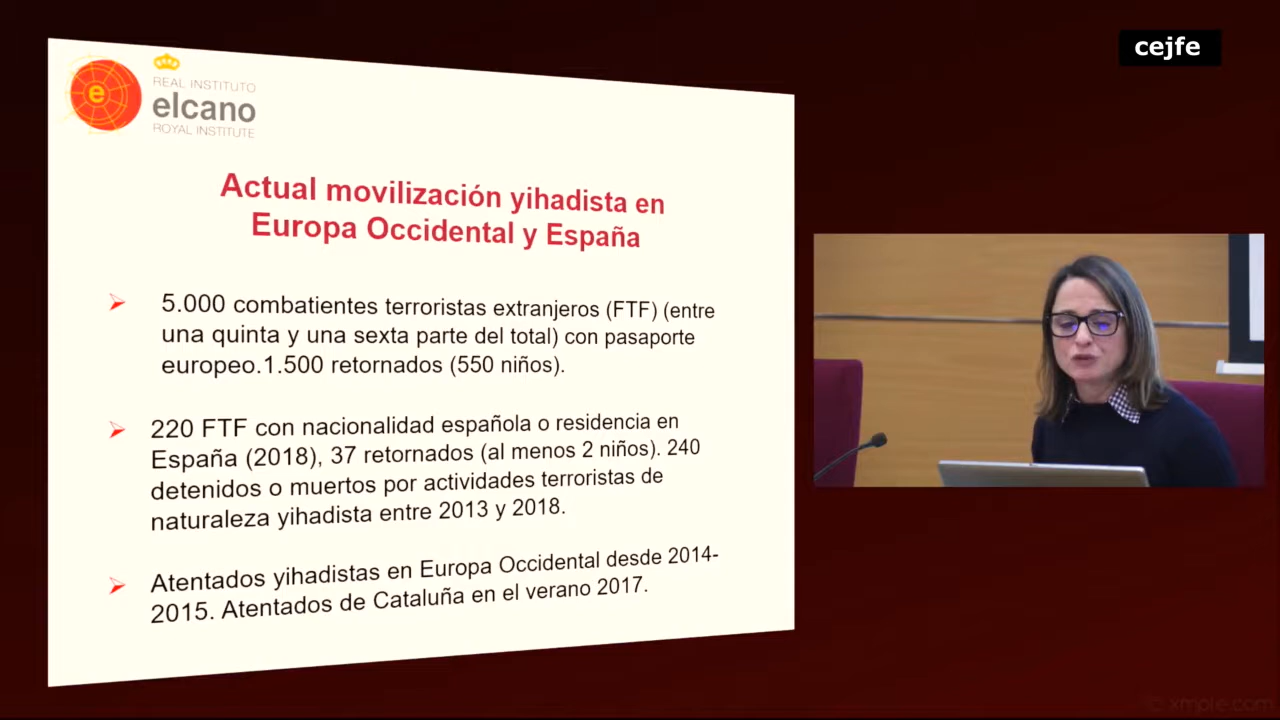 cejfe
e
REAL INSTITUTO
elcano
ROYAL INSTITUTE
Actual movilización yihadista en
Europa Occidental y España
5.000 combatientes terroristas extranjeros (FTF) (entre
una quinta y una sexta parte del total) con pasaporte
europeo.1.500 retornados (550 niños).
220 FTF con nacionalidad española o residencia en
España (2018), 37 retornados (al menos 2 niños). 240
detenidos o muertos por actividades terroristas de
naturaleza yihadista entre 2013 y 2018.
Atentados yihadistas en Europa Occidental desde 2014-
2015. Atentados de Cataluña en el verano 2017.
© xmple.com